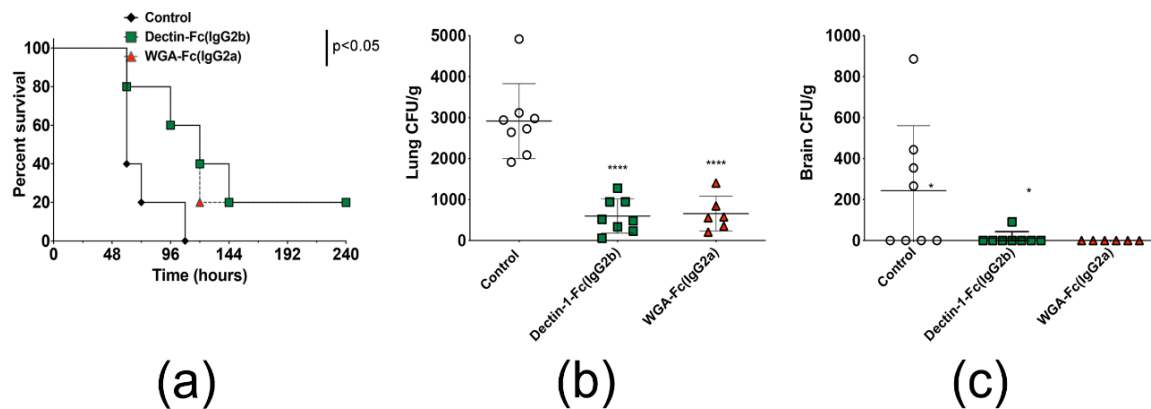 Control
Dectin-Fc(IgG2b)
WGA-Fc(IgG2a)
p<0.05
Percent survival
100
80
60
40
20
0
0 48 96 144 192 240
Time (hours)
(a)
Lung CFU/g
5000
4000
3000
2000
1000
0
****
****
Control
Dectin-1-Fc(IgG2b)
WGA-Fc(IgG2a)
(b)
Brain CFU/g
1000
800
600
400
200
0
*
*
Control
Dectin-1-Fc(IgG2b)
WGA-Fc(IgG2a)
(c)